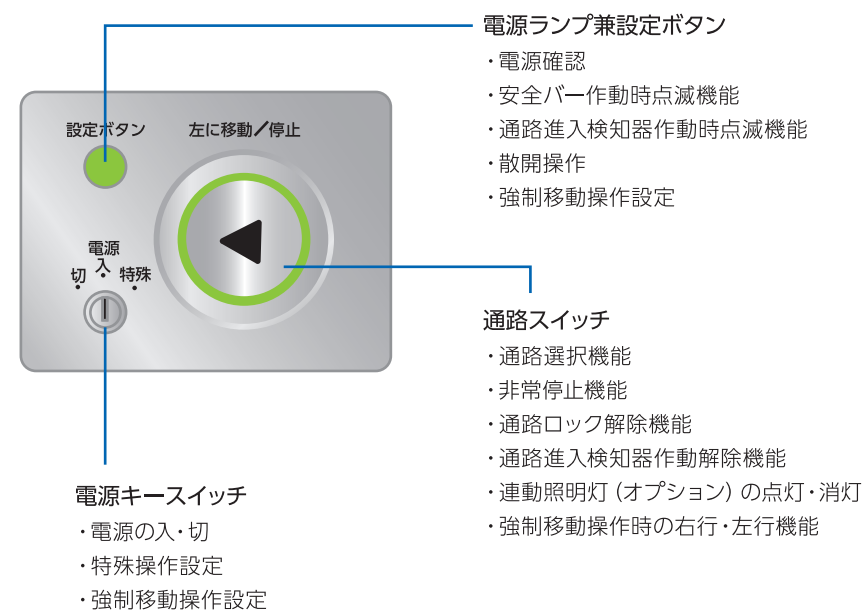 電源ランプ兼設定ボタン
・電源確認
・安全バー作動時点滅機能
・通路進入検知器作動時点滅機能
・散開操作
・強制移動操作設定
設定ボタン
左に移動／停止
電源
切 入 特殊
通路スイッチ
・通路選択機能
・非常停止機能
・通路ロック解除機能
・通路進入検知器作動解除機能
・連動照明灯（オプション）の点灯・消灯
・強制移動操作時の右行・左行機能
電源キースイッチ
・電源の入・切
・特殊操作設定
・強制移動操作設定